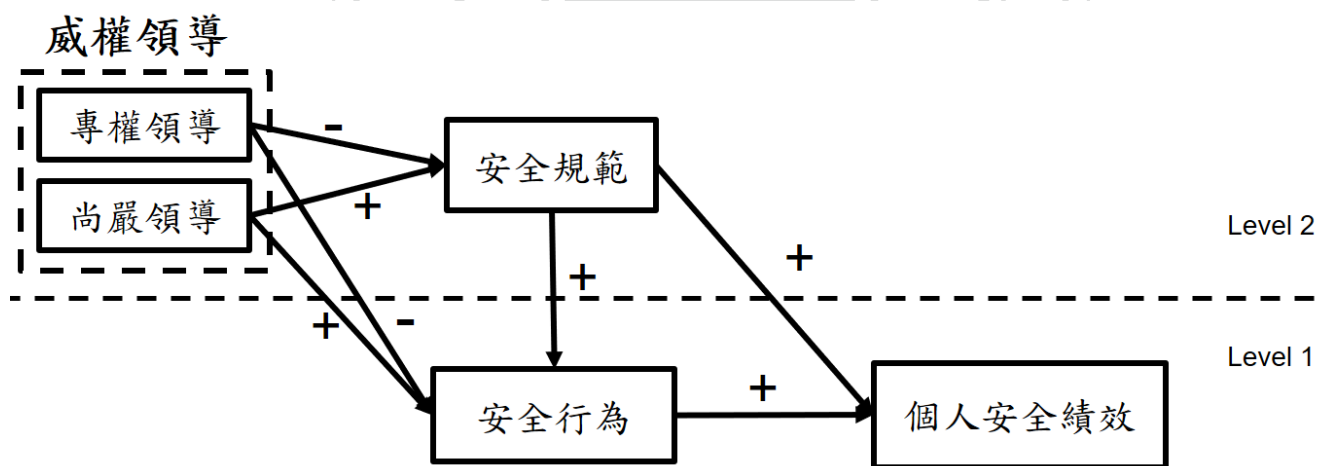 威權領導
專權領導
-
安全規範
尚嚴領導
+
Level 2
+
+
+
-
Level 1
+
安全行為
個人安全績效